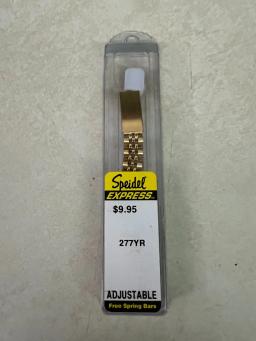 Speidel
EXPRESS
$9.95
277YR
ADJUSTABLE
Free Spring Bars